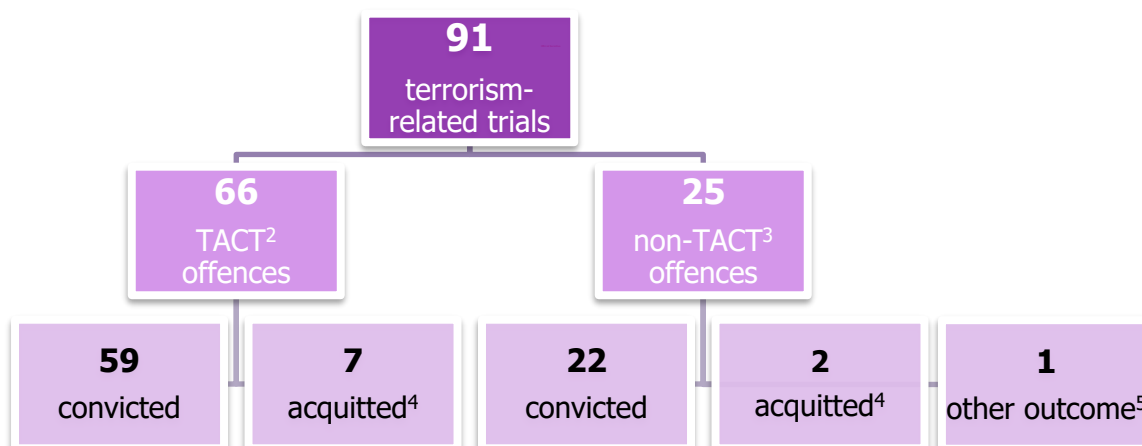 91
terrorism-
related trials
66
TACT²
offences
25
non-TACT³
offences
59
convicted
7
acquitted⁴
22
convicted
2
acquitted⁴
1
other outcome⁵